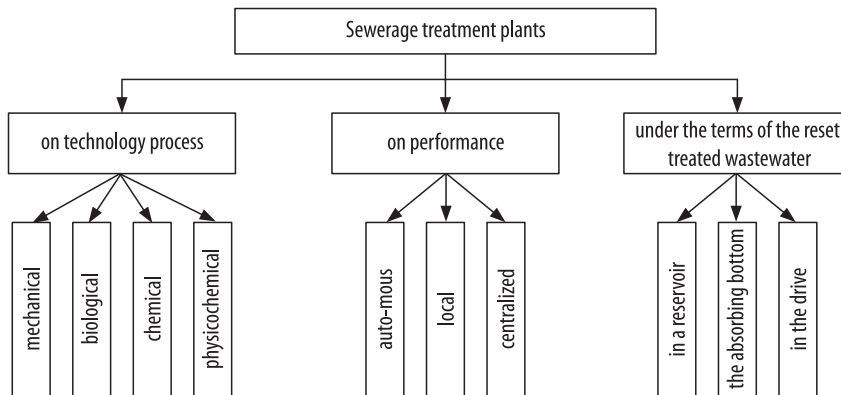 Sewerage treatment plants
on technology process
on performance
under the terms of the reset
treated wastewater
mechanical
biological
chemical
physicochemical
auto-mous
local
centralized
in a reservoir
the absorbing bottom
in the drive